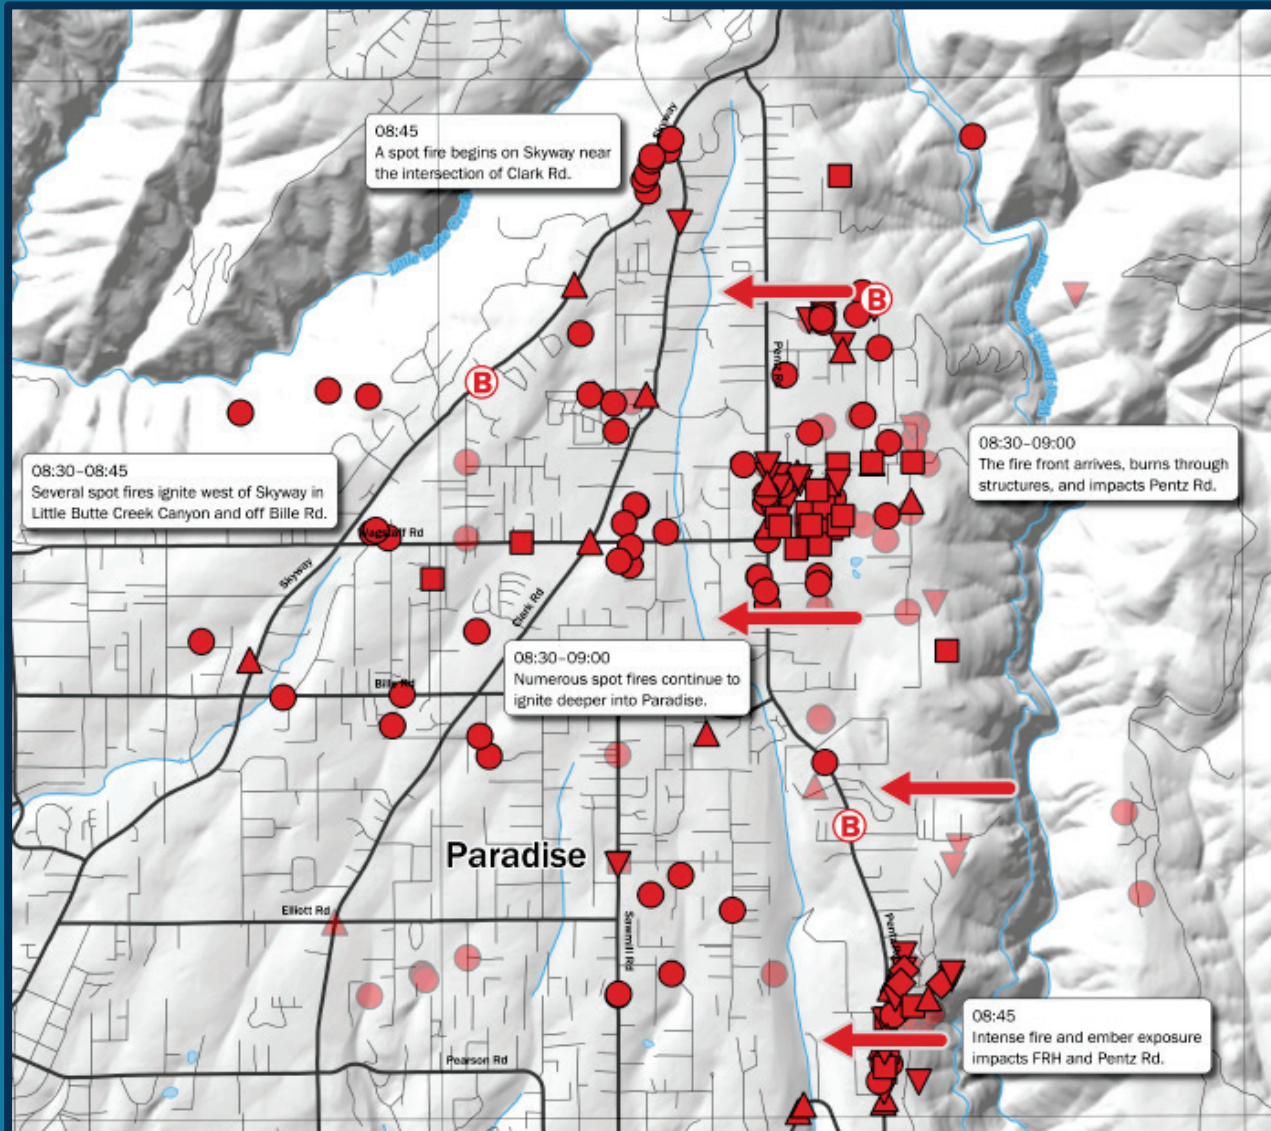 Skyway
08:45
A spot fire begins on Skyway near
the intersection of Clark Rd.
Little Butte Creek
B
Pentz Rd
B
08:30–09:00
The fire front arrives, burns through
structures, and impacts Pentz Rd.
08:30–08:45
Several spot fires ignite west of Skyway in
Little Butte Creek Canyon and off Bille Rd.
Wagstaff Rd
Skyway
Clark Rd
08:30–09:00
Numerous spot fires continue to
ignite deeper into Paradise.
Bille Rd
B
Paradise
Elliott Rd
Sawmill Rd
Pentz
08:45
Intense fire and ember exposure
impacts FRH and Pentz Rd.
Pearson Rd